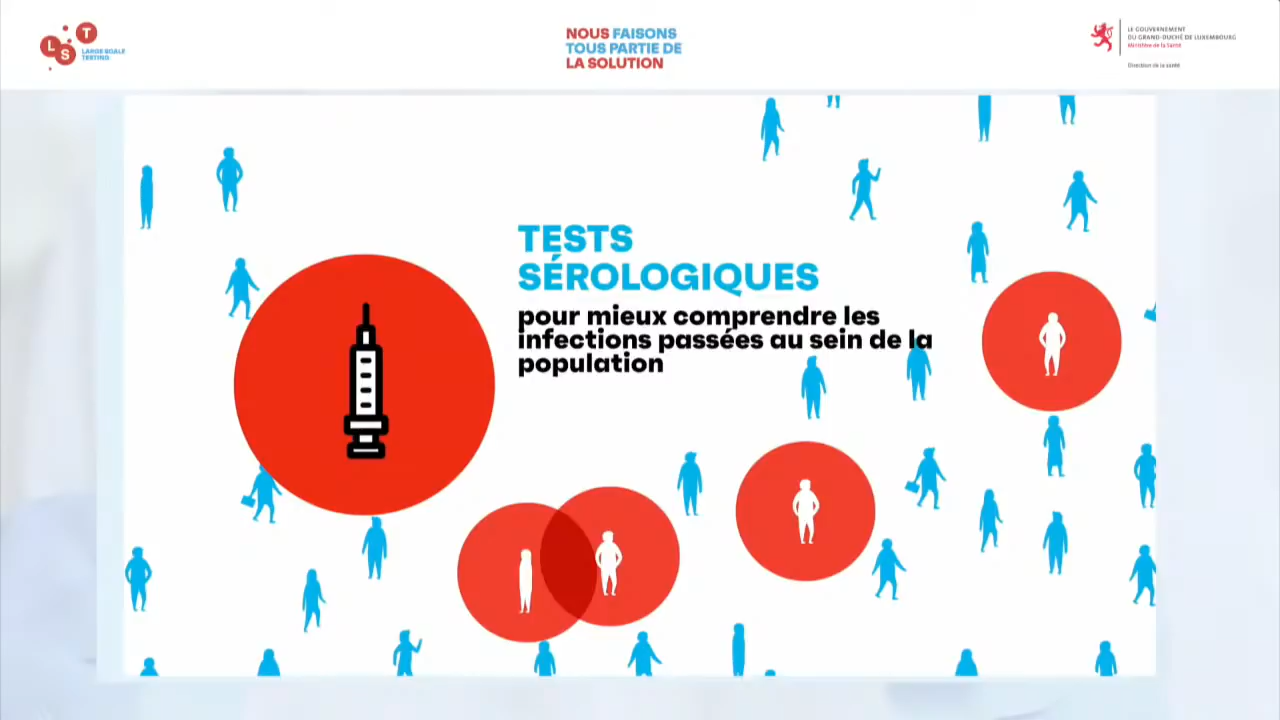 L
S
T
LARGE SCALE
TESTING
NOUS FAISONS
TOUS PARTIE DE
LA SOLUTION
LE GOUVERNEMENT
DU GRAND-DUCHÉ DE LUXEMBOURG
Ministère de la Santé
Direction de la santé
TESTS
SÉROLOGIQUES
pour mieux comprendre les
infections passées au sein de la
population